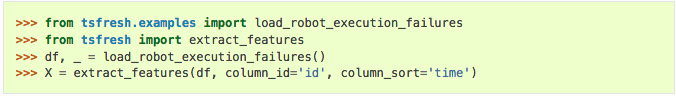 >>> from tsfresh.examples import load_robot_execution_failures
>>> from tsfresh import extract_features
>>> df, _ = load_robot_execution_failures()
>>> X = extract_features(df, column_id='id', column_sort='time')